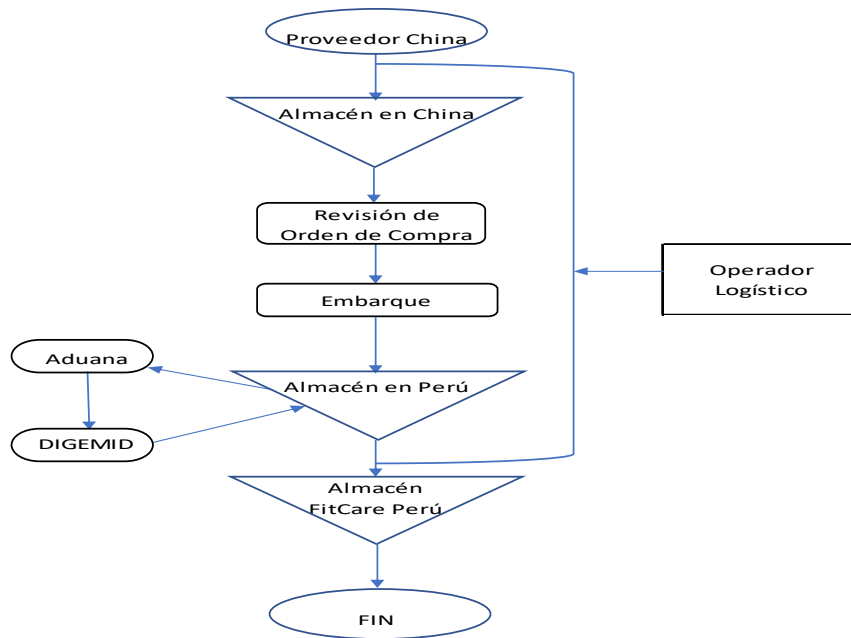 Proveedor China
Almacén en China
Revisión de
Orden de Compra
Operador
Logístico
Embarque
Aduana
Almacén en Perú
DIGEMID
Almacén
FitCare Perú
FIN